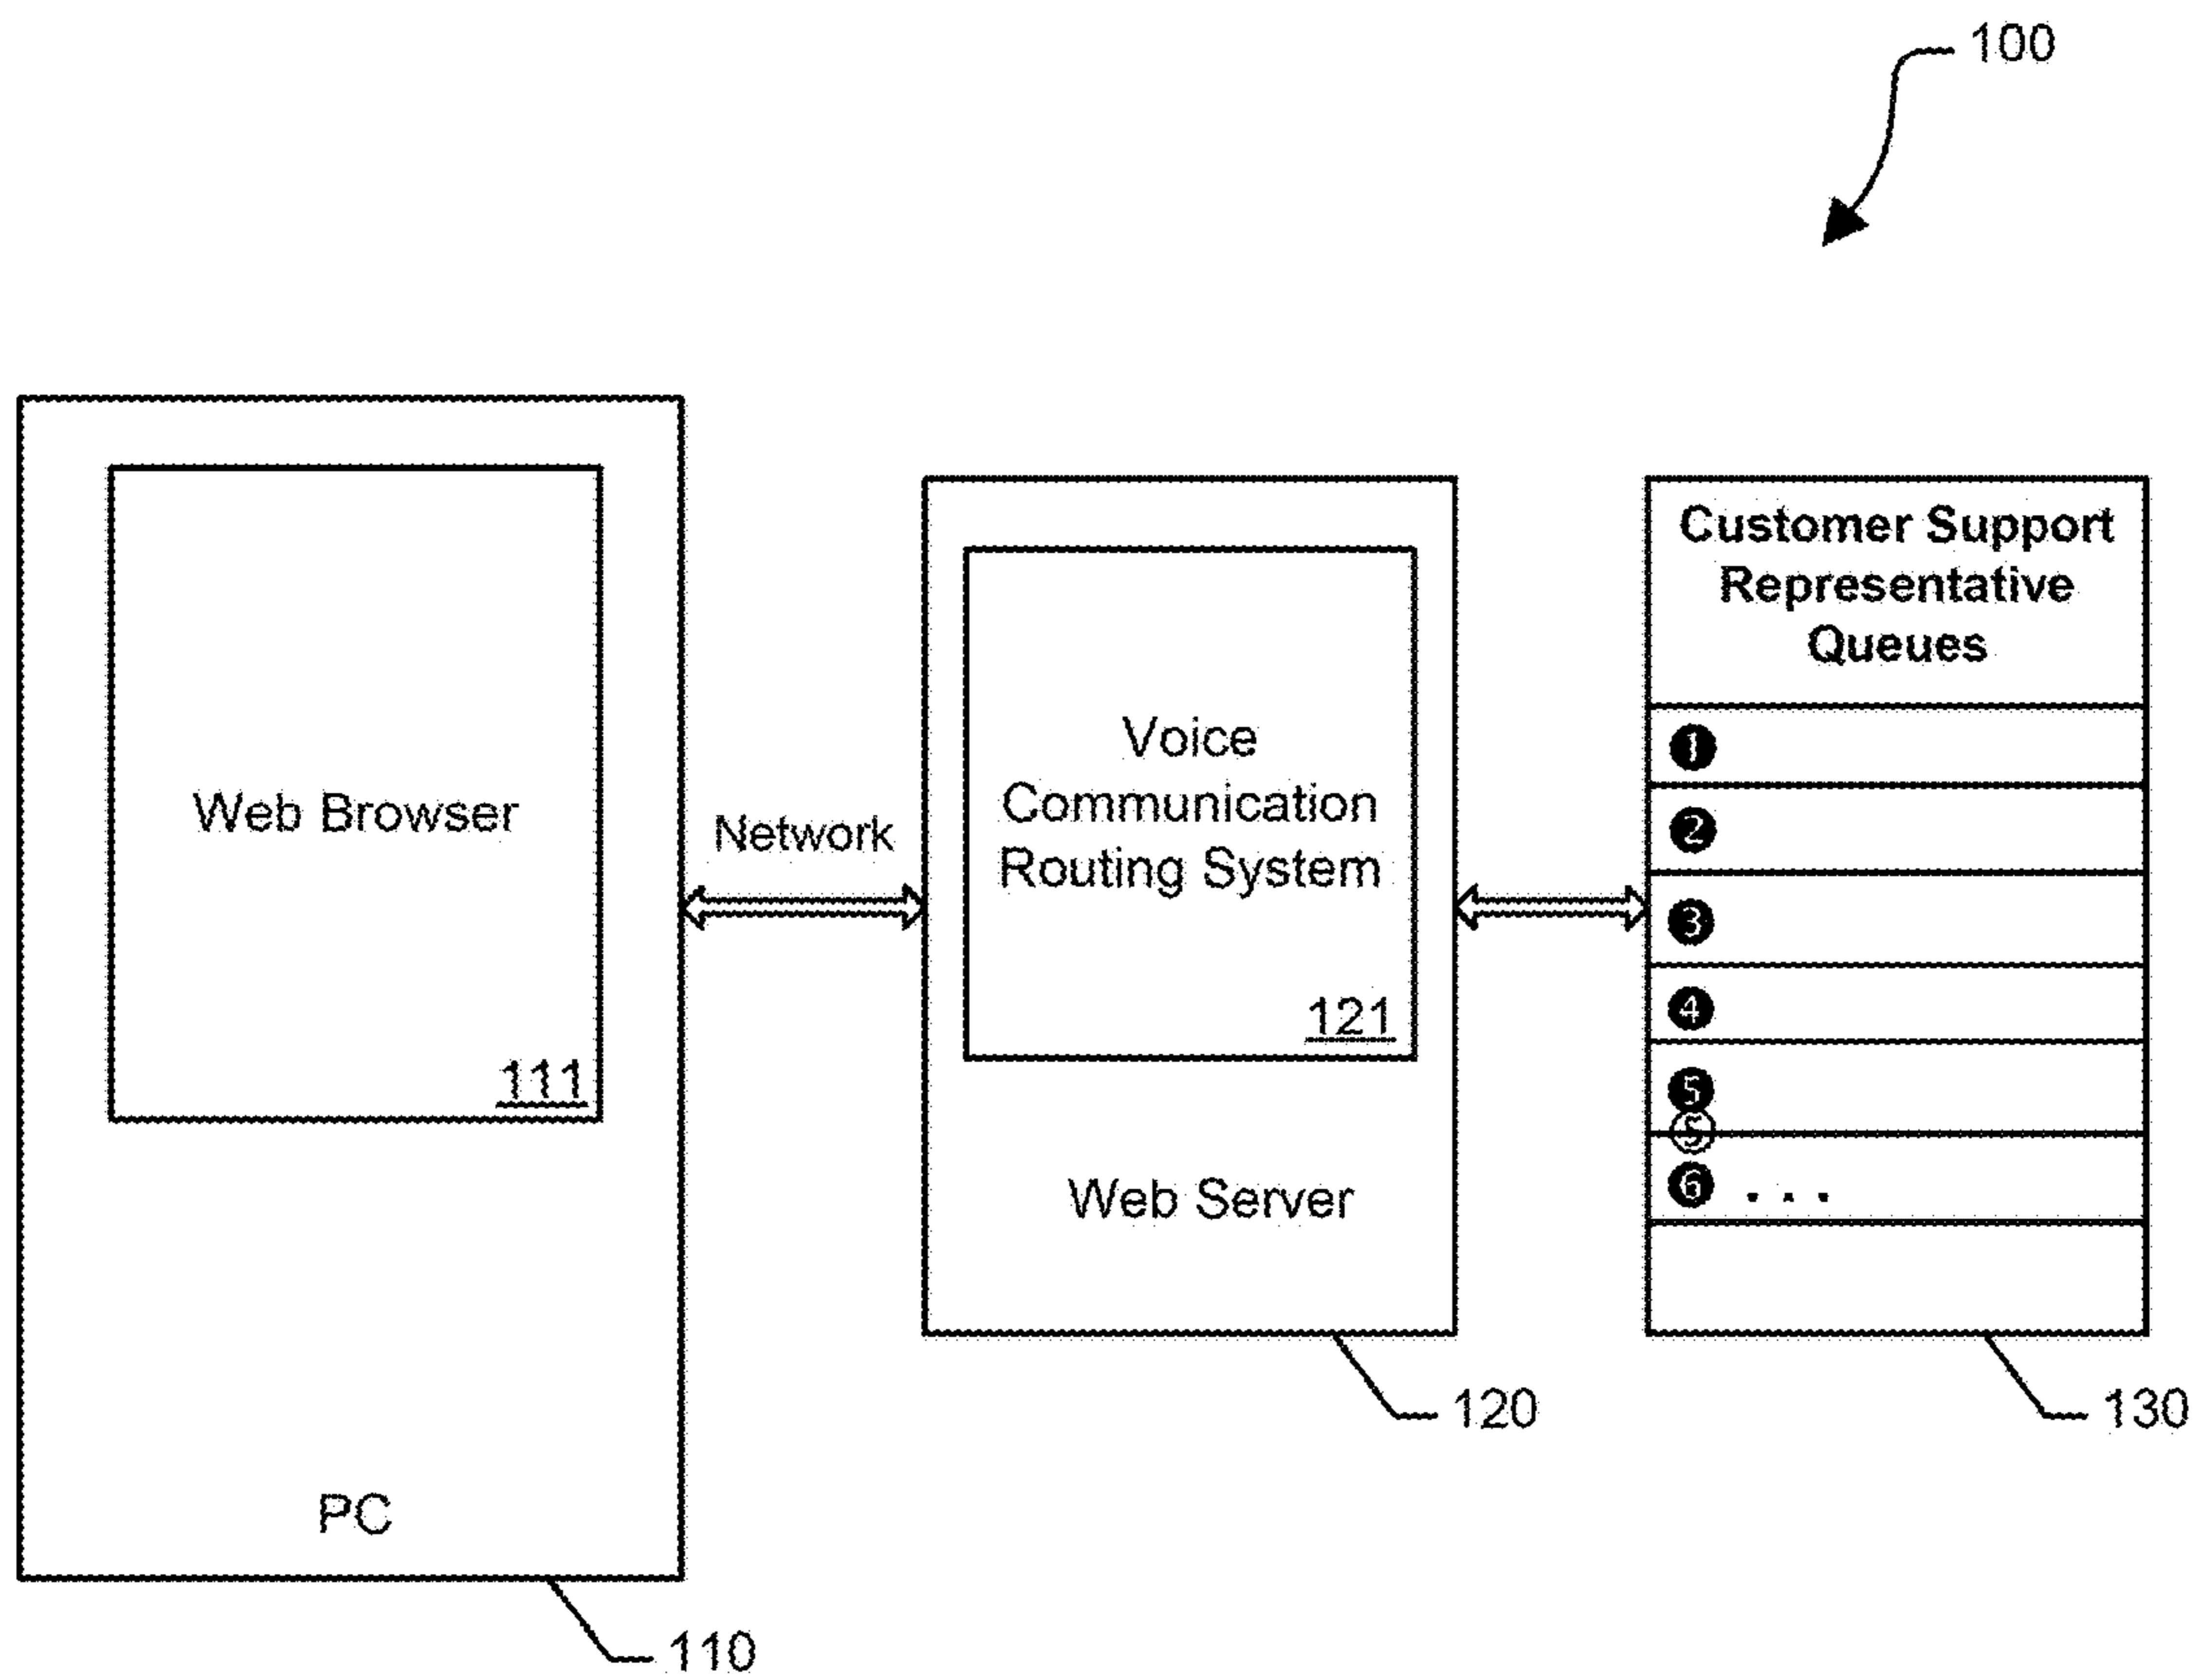 100
Web Browser
111
PC
110
Network
Voice
Communication
Routing System
121
Web Server
120
Customer Support
Representative
Queues
1
2
3
4
5
5
6 . . .
130